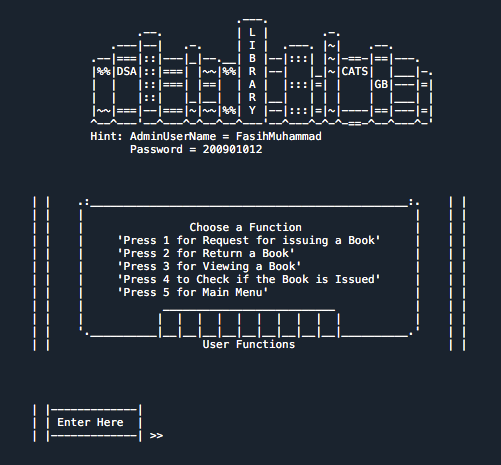 LIBRARY
DSA
CATS
GB
Hint: AdminUserName = FasihMuhammad
Password = 200901012
Choose a Function
'Press 1 for Request for issuing a Book'
'Press 2 for Return a Book'
'Press 3 for Viewing a Book'
'Press 4 to Check if the Book is Issued'
'Press 5 for Main Menu'
User Functions
Enter Here
>>